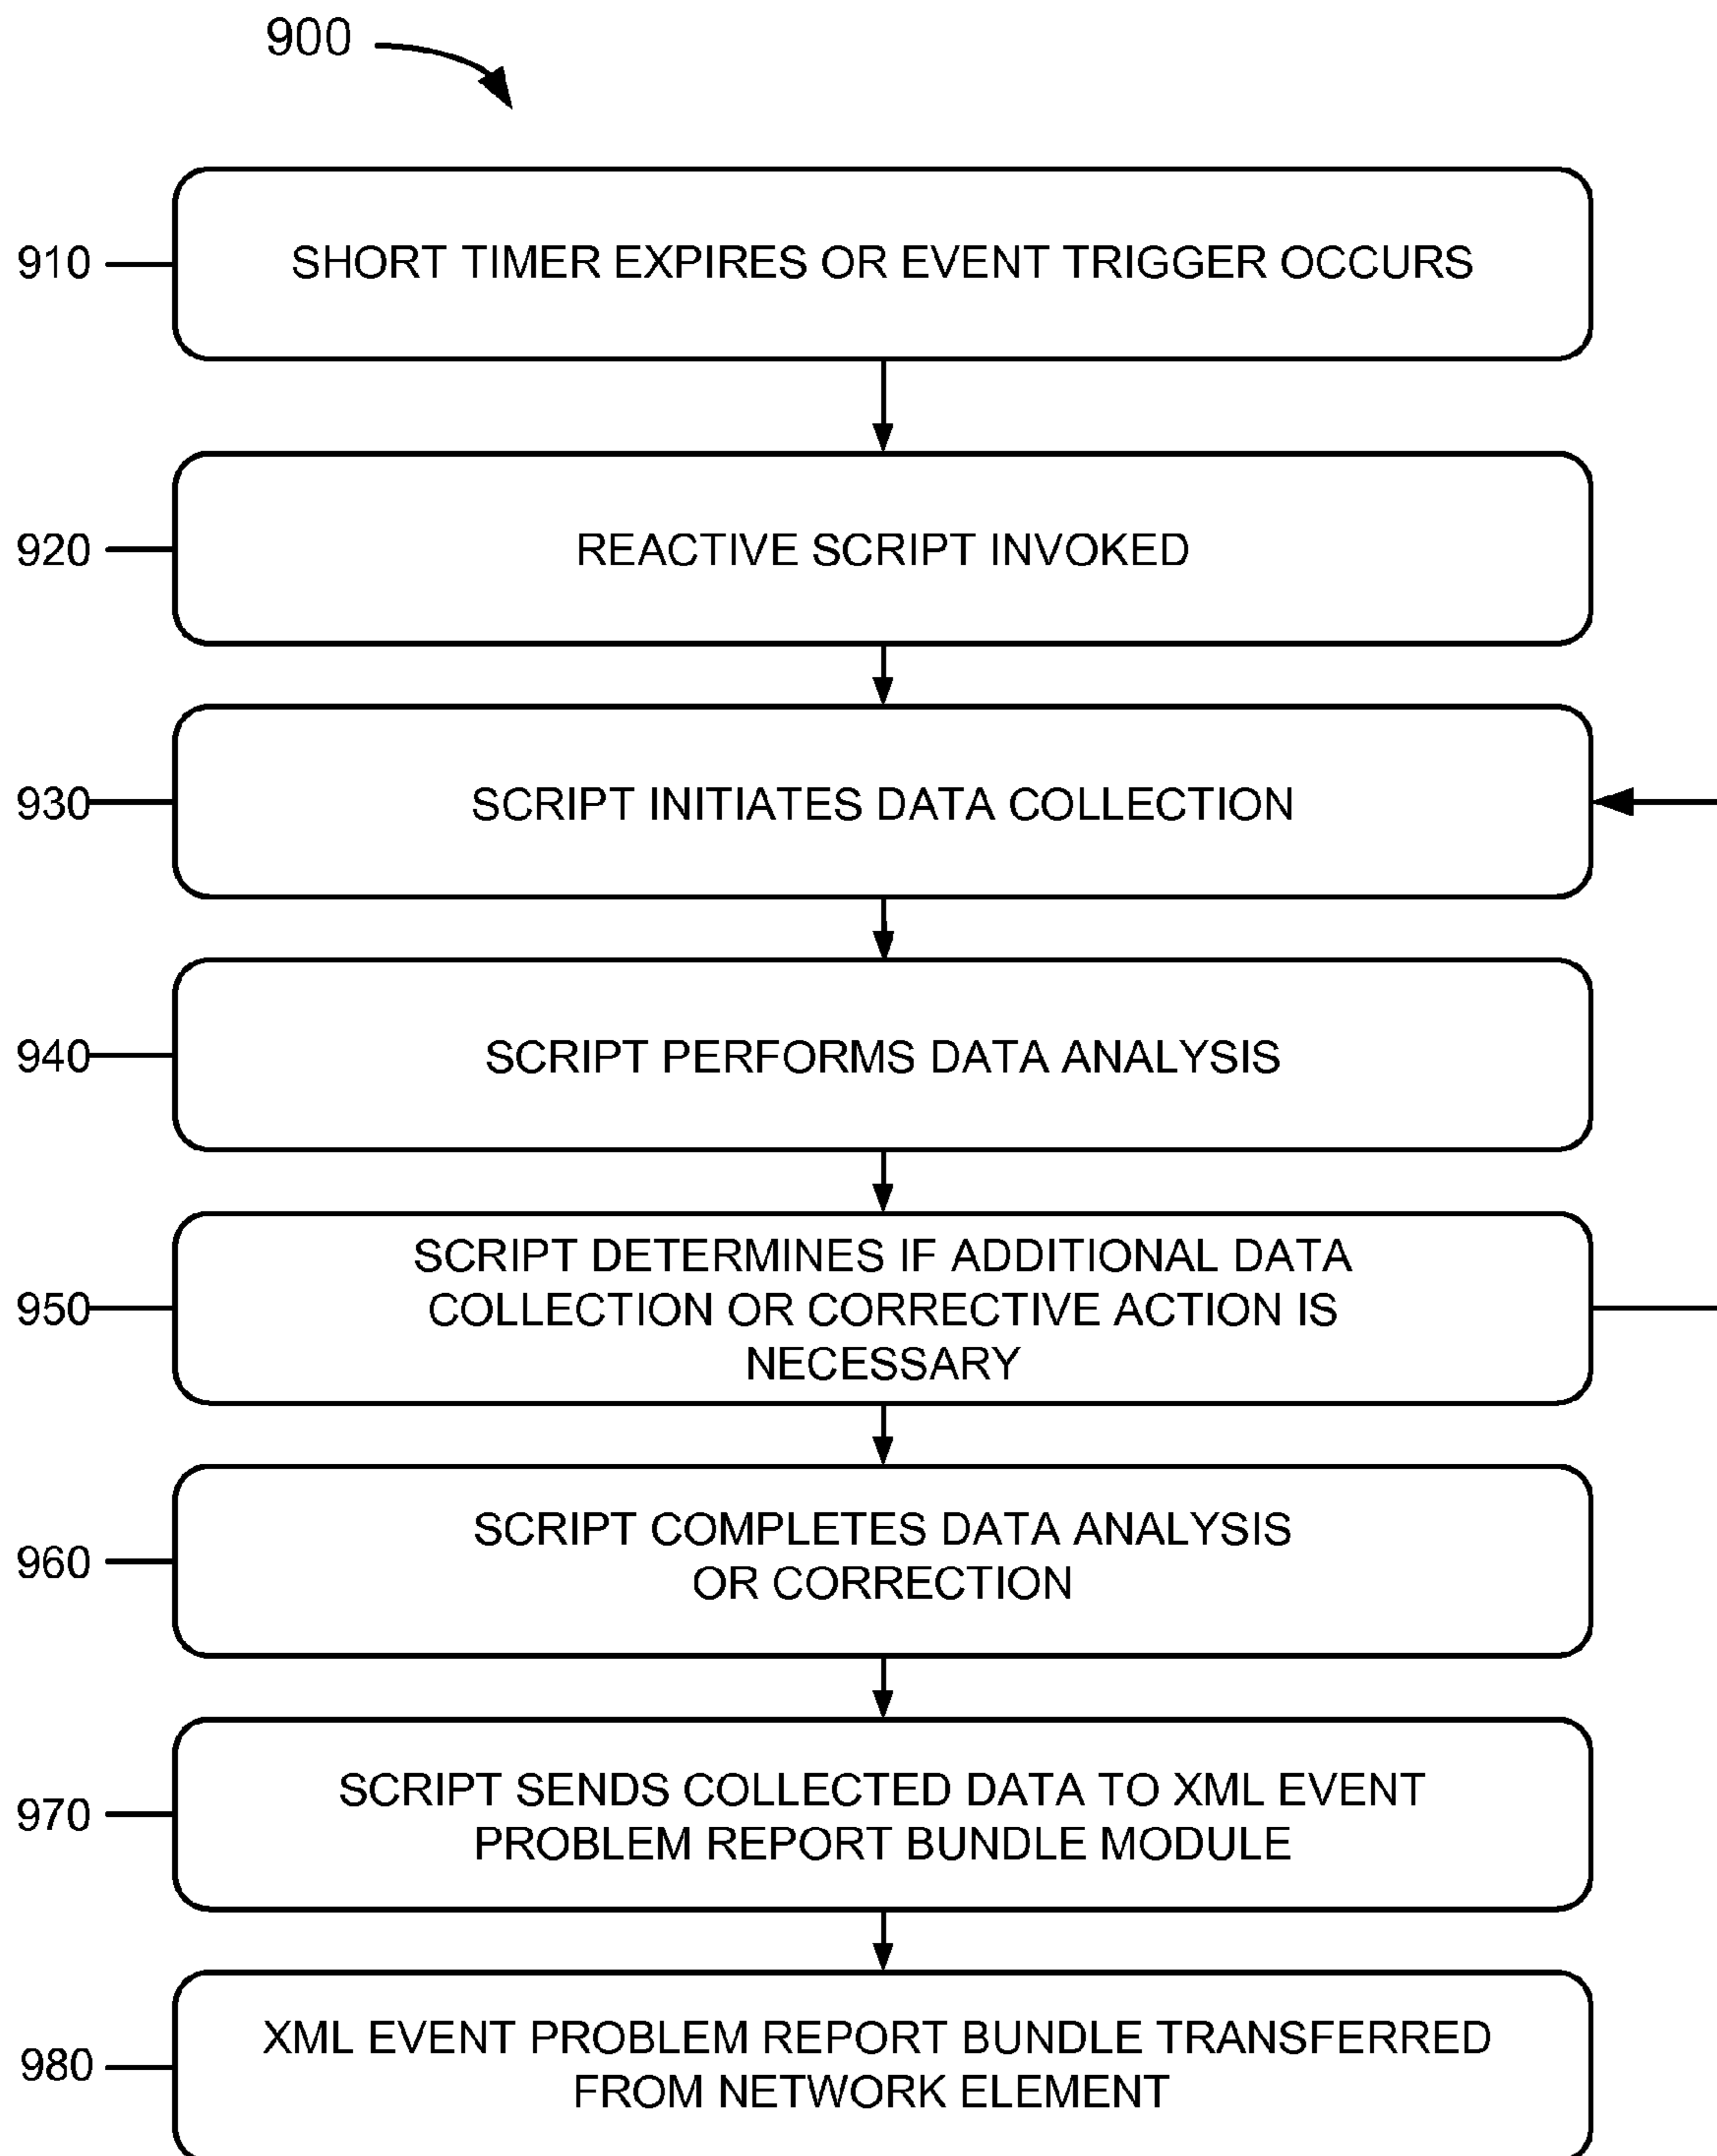 900
910
SHORT TIMER EXPIRES OR EVENT TRIGGER OCCURS
920
REACTIVE SCRIPT INVOKED
930
SCRIPT INITIATES DATA COLLECTION
940
SCRIPT PERFORMS DATA ANALYSIS
950
SCRIPT DETERMINES IF ADDITIONAL DATA
COLLECTION OR CORRECTIVE ACTION IS
NECESSARY
960
SCRIPT COMPLETES DATA ANALYSIS
OR CORRECTION
970
SCRIPT SENDS COLLECTED DATA TO XML EVENT
PROBLEM REPORT BUNDLE MODULE
980
XML EVENT PROBLEM REPORT BUNDLE TRANSFERRED
FROM NETWORK ELEMENT